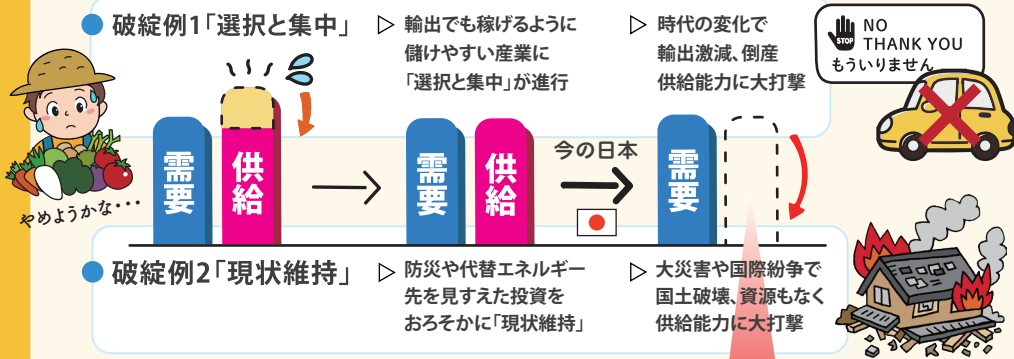 破綻例1「選択と集中」
▷ 輸出でも稼げるように
儲けやすい産業に
「選択と集中」が進行
▷ 時代の変化で
輸出激減、倒産
供給能力に大打撃
STOP
NO
THANK YOU
もういりません
やめようかな・・・
需要
供給
需要
供給
今の日本
需要
破綻例2「現状維持」
▷ 防災や代替エネルギー
先を見すえた投資を
おろそかに「現状維持」
▷ 大災害や国際紛争で
国土破壊、資源もなく
供給能力に大打撃